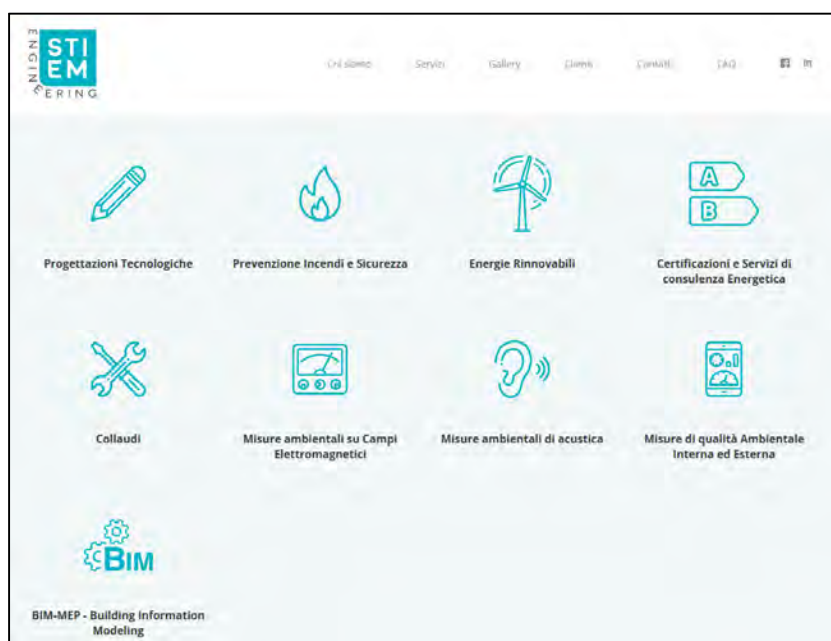 STI
EM
ENGINEERING
Chi siamo Servizi Gallery Clienti Contatti FAQ
A
B
Progettazioni Tecnologiche
Prevenzione Incendi e Sicurezza
Energie Rinnovabili
Certificazioni e Servizi di
consulenza Energetica
Collaudi
Misure ambientali su Campi
Elettromagnetici
Misure ambientali di acustica
Misure di qualità Ambientale
Interna ed Esterna
BIM
BIM-MEP - Building Information
Modeling